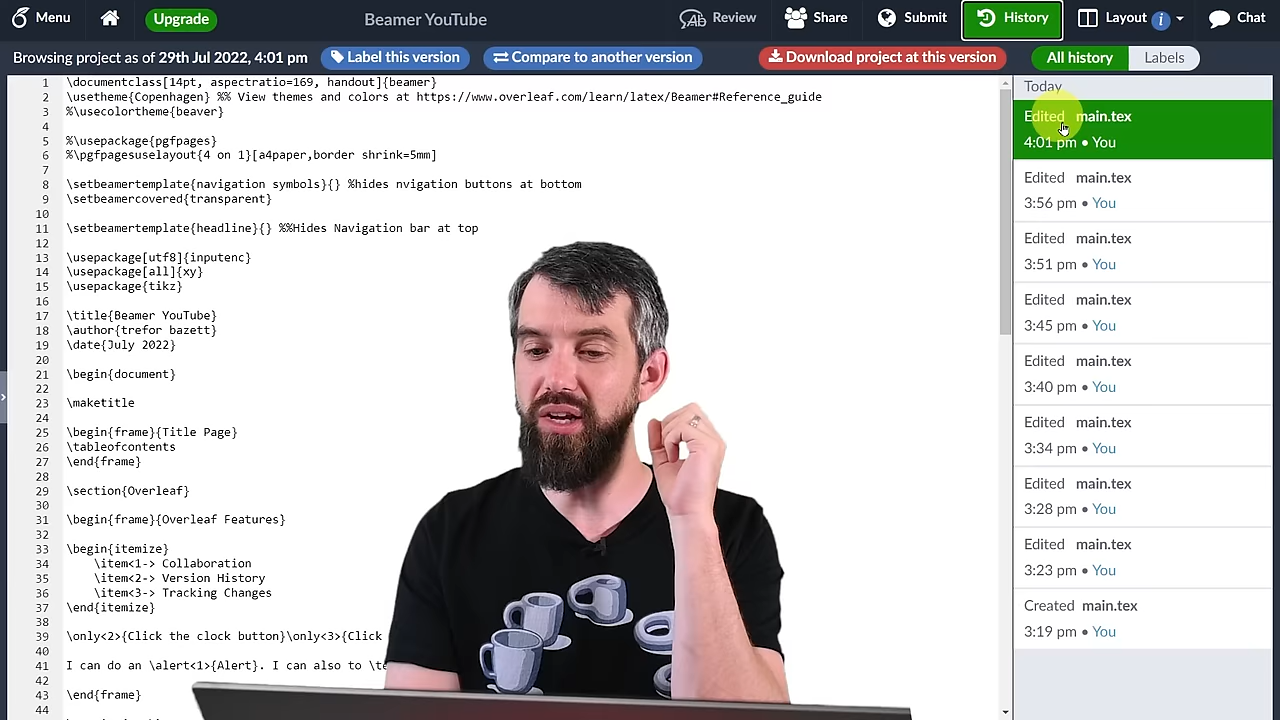 Menu
Upgrade
Beamer YouTube
Review
Share
Submit
History
Layout
i
Chat
Browsing project as of 29th Jul 2022, 4:01 pm
Label this version
Compare to another version
Download project at this version
All history
Labels
1 \documentclass[14pt, aspectratio=169, handout]{beamer}
2 \usetheme{Copenhagen} %% View thems and colors at https://www.overleaf.com/learn/latex/Beamer#Reference_guide
3 %\usecolortheme{beaver}
4
5 %\usepackage{pgfpages}
6 %\pgfpagesuselayout{4 on 1}[a4paper,border shrink=5mm]
7
8 \setbeamertemplate{navigation symbols}{} %hides nvigation buttons at bottom
9 \setbeamercovered{transparent}
10
11 \setbeamertemplate{headline}{} %%Hides Navigation bar at top
12
13 \usepackage[utf8]{inputenc}
14 \usepackage[all]{xy}
15 \usepackage{tikz}
16
17 \title{Beamer YouTube}
18 \author{trefor bazett}
19 \date{July 2022}
20
21 \begin{document}
22
23 \maketitle
24
25 \begin{frame}{Title Page}
26 \tableofcontents
27 \end{frame}
28
29 \section{Overleaf}
30
31 \begin{frame}{Overleaf Features}
32
33 \begin{itemize}
34 \item<1-> Collaboration
35 \item<2-> Version History
36 \item<3-> Tracking Changes
37 \end{itemize}
38
39 \only<2>{Click the clock button}\only<3>{Click
40
41 I can do an \alert<1>{Alert}. I can also to \te
42
43 \end{frame}
44
Today
Edited main.tex
4:01 pm • You
Edited main.tex
3:56 pm • You
Edited main.tex
3:51 pm • You
Edited main.tex
3:45 pm • You
Edited main.tex
3:40 pm • You
Edited main.tex
3:34 pm • You
Edited main.tex
3:28 pm • You
Edited main.tex
3:23 pm • You
Created main.tex
3:19 pm • You